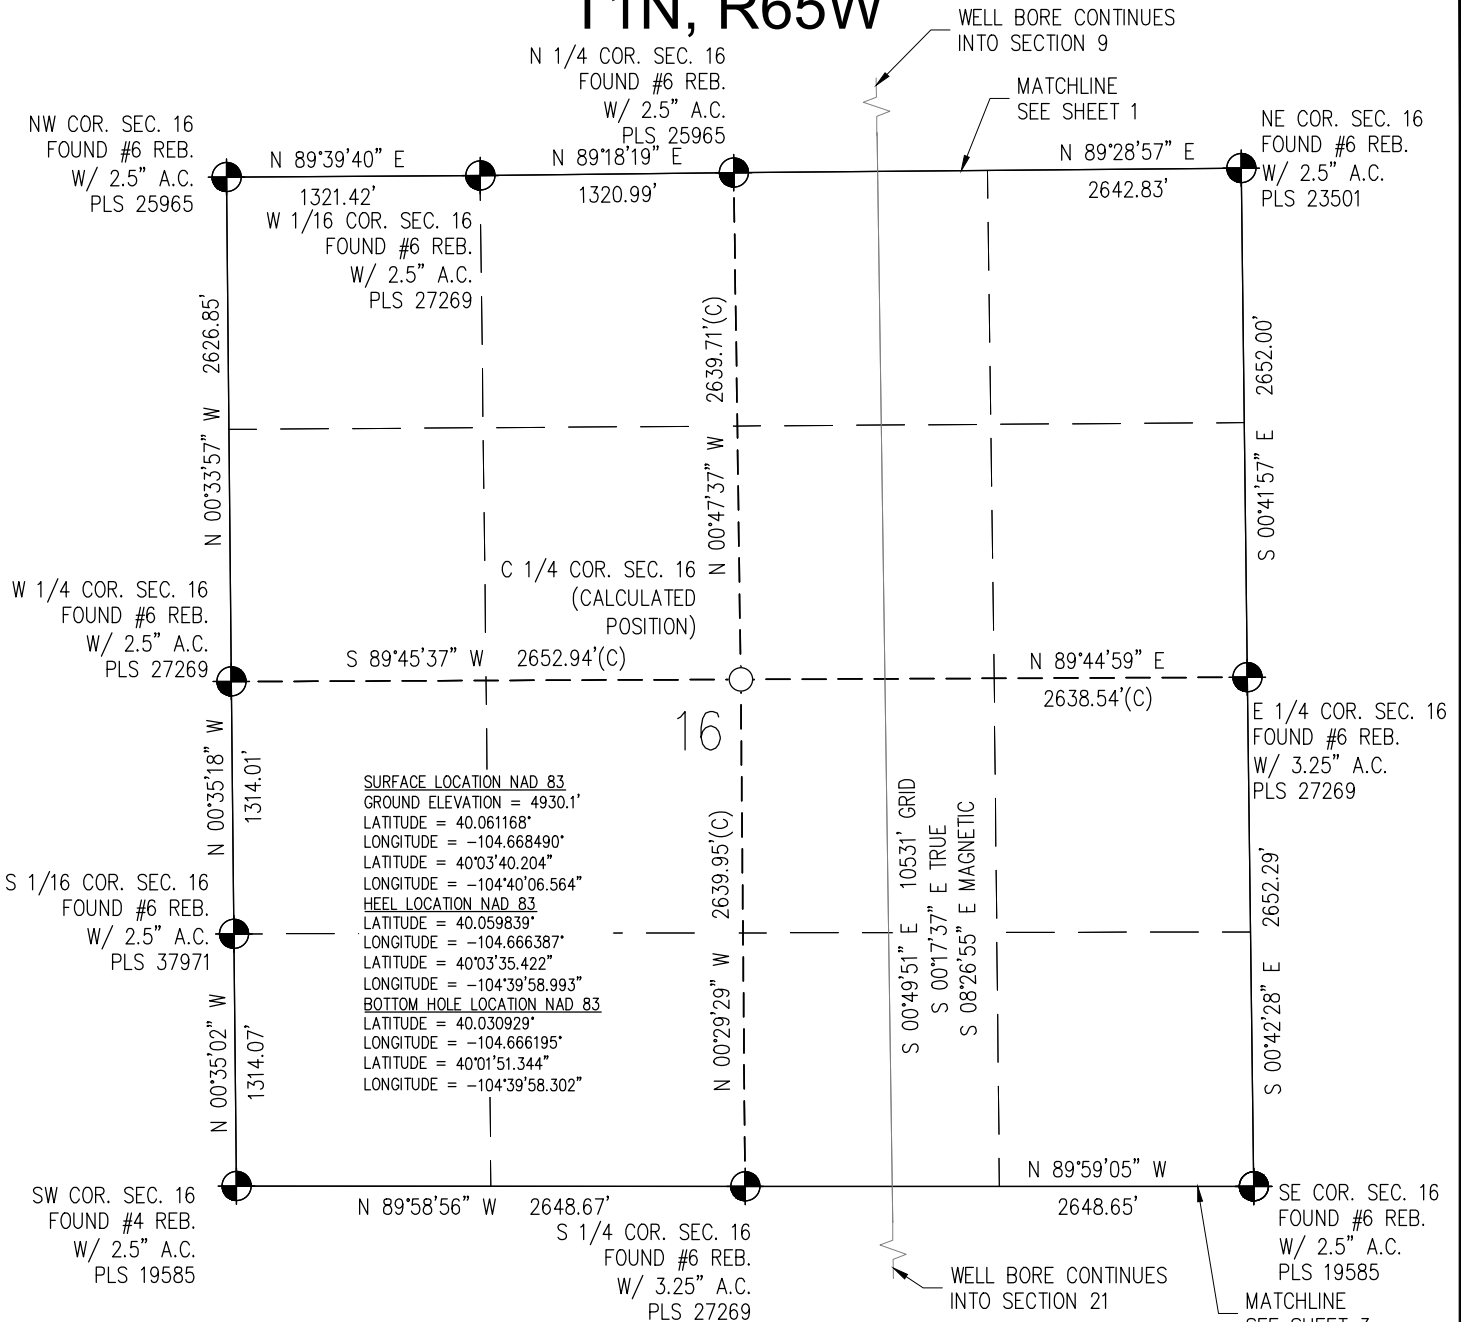 T1N, R65W
WELL BORE CONTINUES
INTO SECTION 9
N 1/4 COR. SEC. 16
FOUND #6 REB.
W/ 2.5" A.C.
PLS 25965
MATCHLINE
SEE SHEET 1
NW COR. SEC. 16
FOUND #6 REB.
W/ 2.5" A.C.
PLS 25965
NE COR. SEC. 16
FOUND #6 REB.
W/ 2.5" A.C.
PLS 23501
N 89°39'40" E
1321.42'
N 89°18'19" E
1320.99'
N 89°28'57" E
2642.83'
W 1/16 COR. SEC. 16
FOUND #6 REB.
W/ 2.5" A.C.
PLS 27269
N 00°33'57" W 2626.85'
N 00°47'37" W 2639.71'(C)
S 00°41'57" E 2652.00'
C 1/4 COR. SEC. 16
(CALCULATED
POSITION)
W 1/4 COR. SEC. 16
FOUND #6 REB.
W/ 2.5" A.C.
PLS 27269
S 89°45'37" W 2652.94'(C)
N 89°44'59" E
2638.54'(C)
16
E 1/4 COR. SEC. 16
FOUND #6 REB.
W/ 3.25" A.C.
PLS 27269
N 00°35'18" W
1314.01'
SURFACE LOCATION NAD 83
GROUND ELEVATION = 4930.1'
LATITUDE = 40.061168°
LONGITUDE = -104.668490°
LATITUDE = 40°03'40.204"
LONGITUDE = -104°40'06.564"
HEEL LOCATION NAD 83
LATITUDE = 40.059839°
LONGITUDE = -104.666387°
LATITUDE = 40°03'35.422"
LONGITUDE = -104°39'58.993"
BOTTOM HOLE LOCATION NAD 83
LATITUDE = 40.030929°
LONGITUDE = -104.666195°
LATITUDE = 40°01'51.344"
LONGITUDE = -104°39'58.302"
N 00°29'29" W 2639.95'(C)
S 00°49'51" E 10531' GRID
S 00°17'37" E TRUE
S 08°26'55" E MAGNETIC
S 00°42'28" E 2652.29'
S 1/16 COR. SEC. 16
FOUND #6 REB.
W/ 2.5" A.C.
PLS 37971
N 00°35'02" W
1314.07'
SW COR. SEC. 16
FOUND #4 REB.
W/ 2.5" A.C.
PLS 19585
N 89°58'56" W 2648.67'
N 89°59'05" W
2648.65'
S 1/4 COR. SEC. 16
FOUND #6 REB.
W/ 3.25" A.C.
PLS 27269
SE COR. SEC. 16
FOUND #6 REB.
W/ 2.5" A.C.
PLS 19585
WELL BORE CONTINUES
INTO SECTION 21
MATCHLINE
SEE SHEET 3